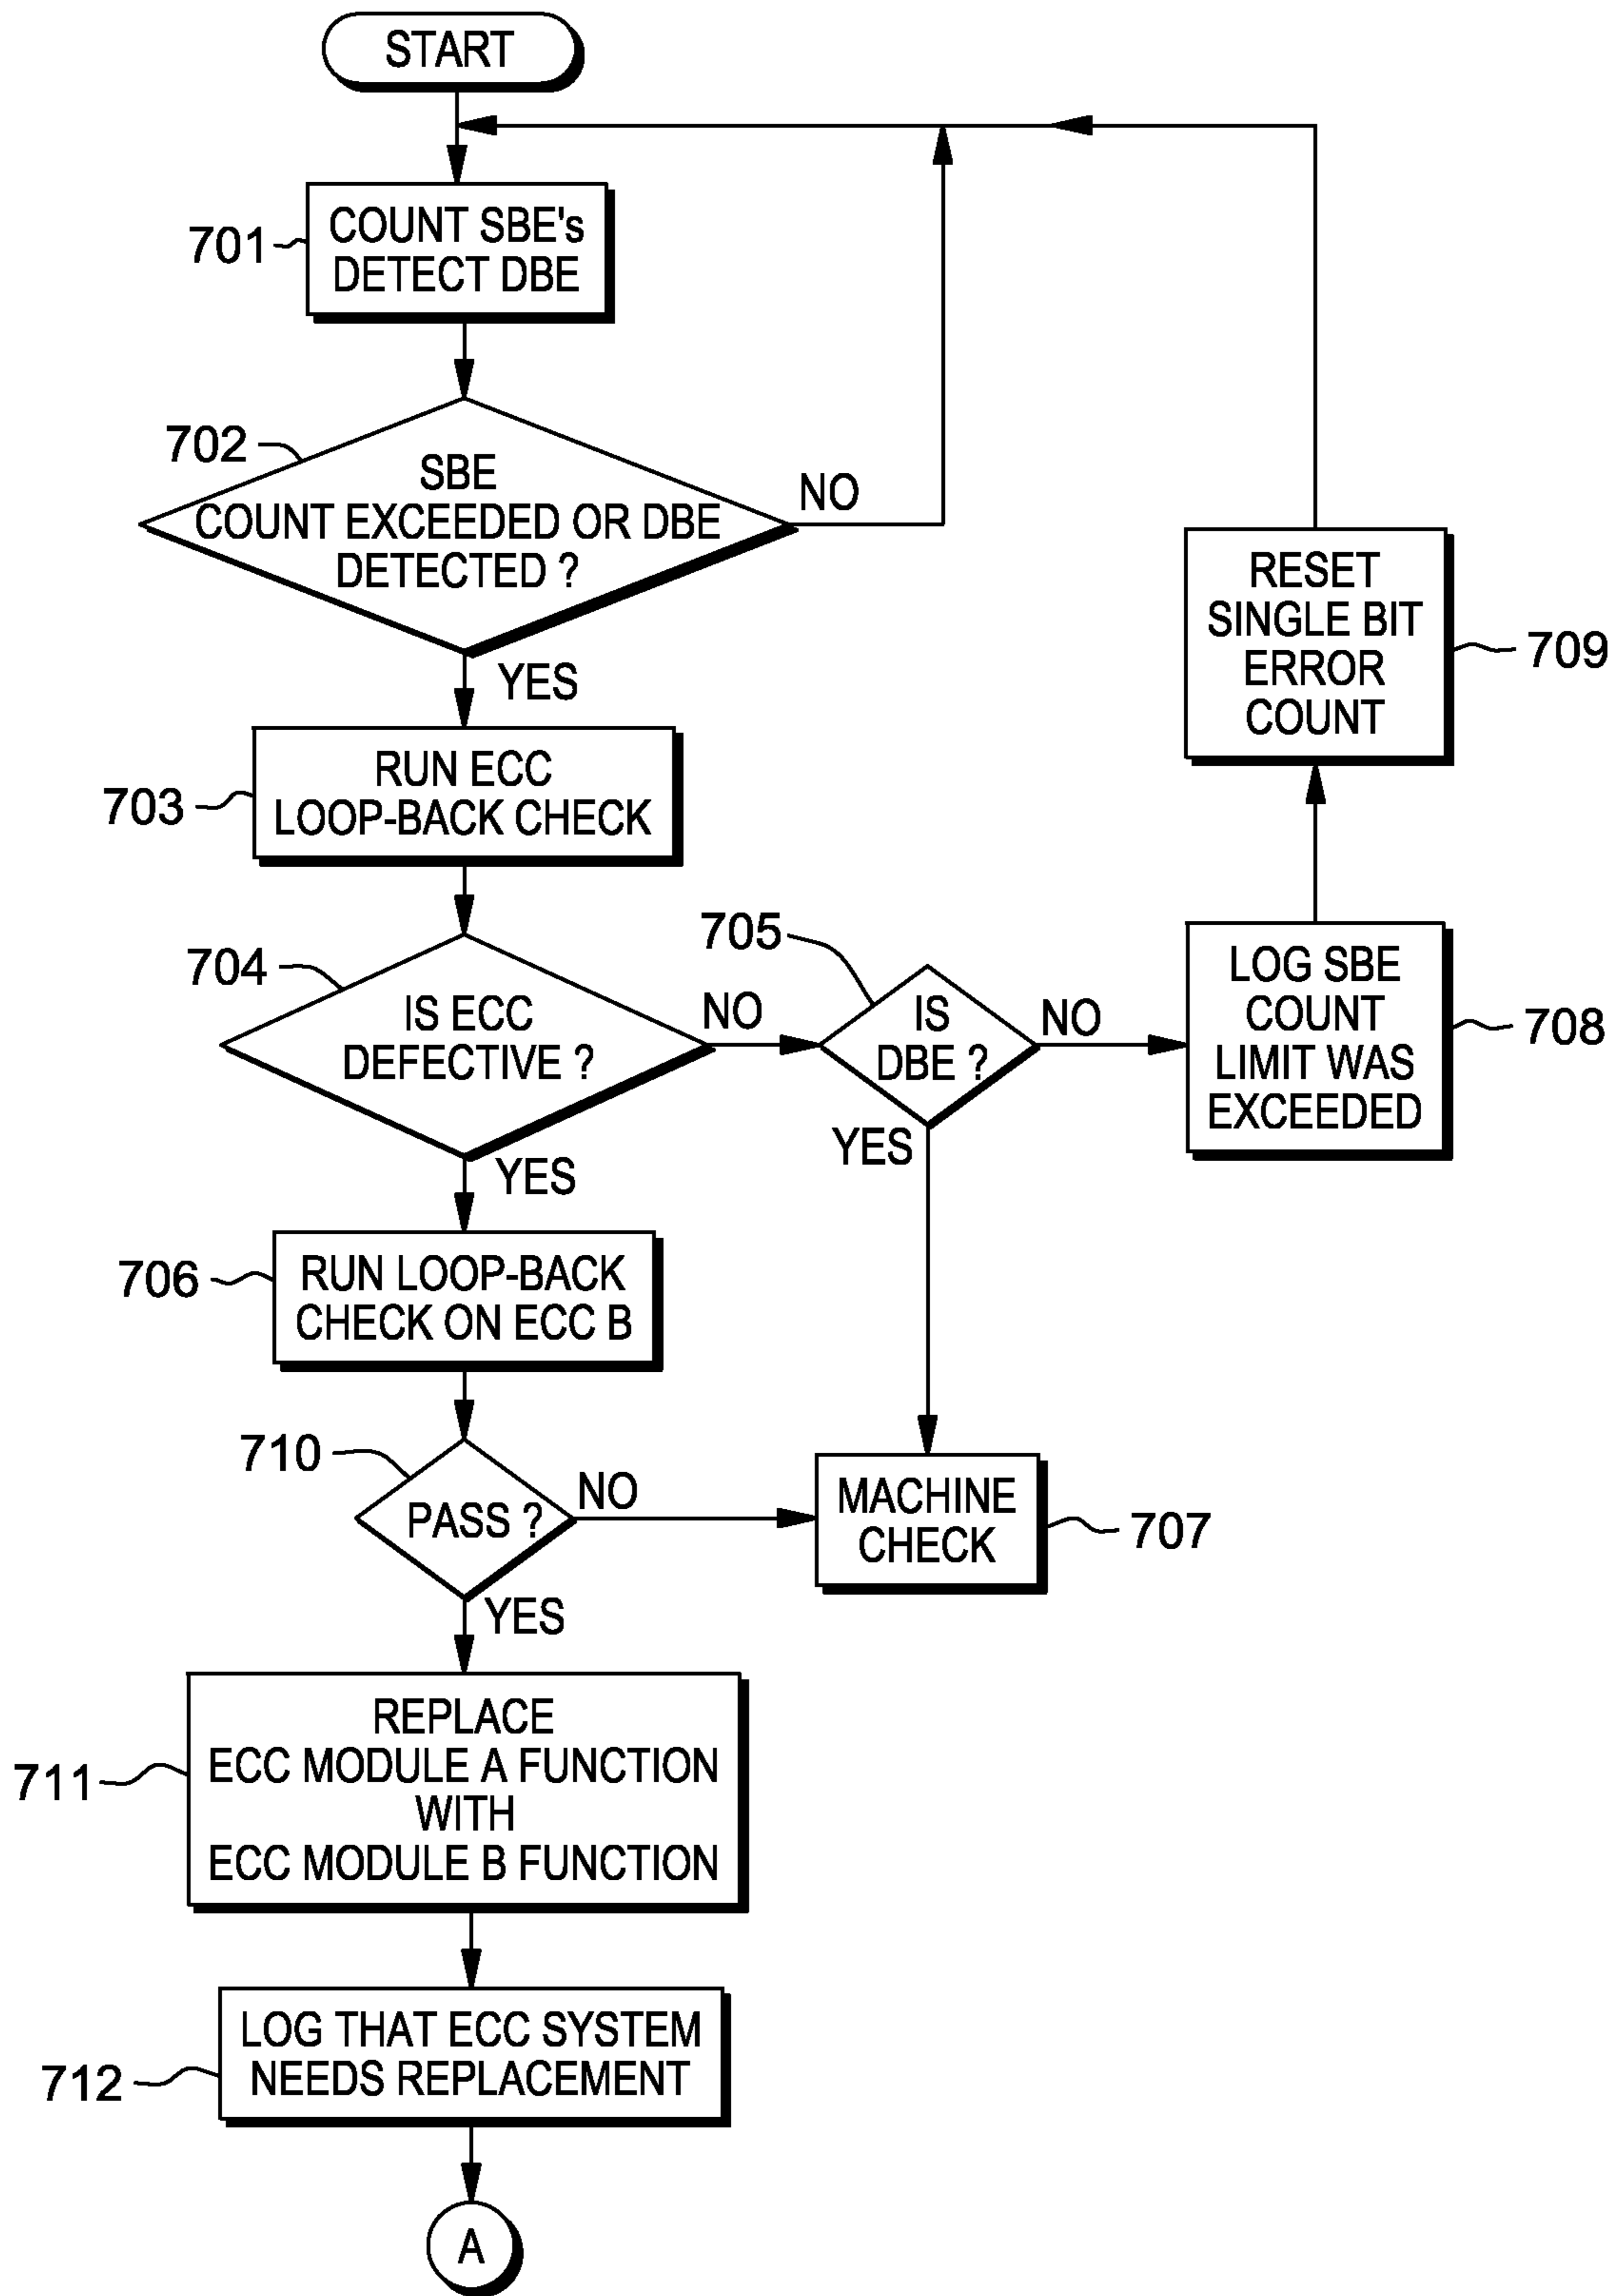 START
701
COUNT SBE's
DETECT DBE
702
SBE
COUNT EXCEEDED OR DBE
DETECTED ?
NO
YES
703
RUN ECC
LOOP-BACK CHECK
704
IS ECC
DEFECTIVE ?
NO
YES
705
IS
DBE ?
NO
YES
LOG SBE
COUNT
LIMIT WAS
EXCEEDED
708
RESET
SINGLE BIT
ERROR
COUNT
709
706
RUN LOOP-BACK
CHECK ON ECC B
710
PASS ?
NO
YES
MACHINE
CHECK
707
711
REPLACE
ECC MODULE A FUNCTION
WITH
ECC MODULE B FUNCTION
712
LOG THAT ECC SYSTEM
NEEDS REPLACEMENT
A